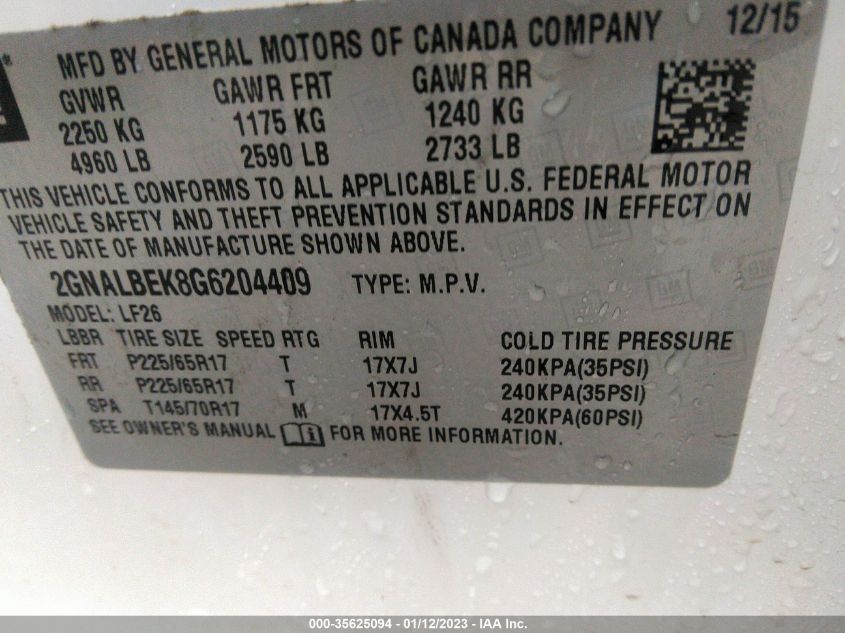 MFD BY GENERAL MOTORS OF CANADA COMPANY 12/15
GVWR GAWR FRT GAWR RR
2250 KG 1175 KG 1240 KG
4960 LB 2590 LB 2733 LB
THIS VEHICLE CONFORMS TO ALL APPLICABLE U.S. FEDERAL MOTOR
VEHICLE SAFETY AND THEFT PREVENTION STANDARDS IN EFFECT ON
THE DATE OF MANUFACTURE SHOWN ABOVE.
2GNALBEK8G6204409 TYPE: M.P.V.
MODEL: LF26
LBBR TIRE SIZE SPEED RTG RIM COLD TIRE PRESSURE
FRT P225/65R17 T 17X7J 240KPA(35PSI)
RR P225/65R17 T 17X7J 240KPA(35PSI)
SPA T145/70R17 M 17X4.5T 420KPA(60PSI)
SEE OWNER'S MANUAL FOR MORE INFORMATION.
000-35625094 - 01/12/2023 - IAA Inc.